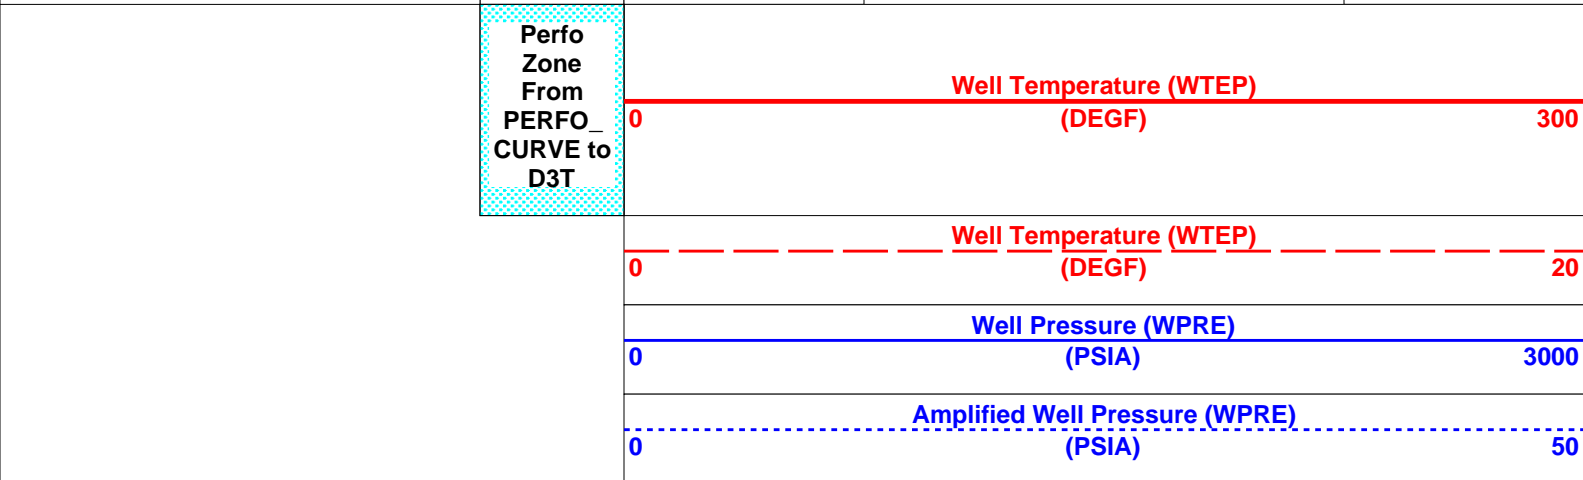 Perfo
Zone
From
PERFO_
CURVE to
D3T
Well Temperature (WTEP)
0 (DEGF) 300
Well Temperature (WTEP)
0 (DEGF) 20
Well Pressure (WPRE)
0 (PSIA) 3000
Amplified Well Pressure (WPRE)
0 (PSIA) 50